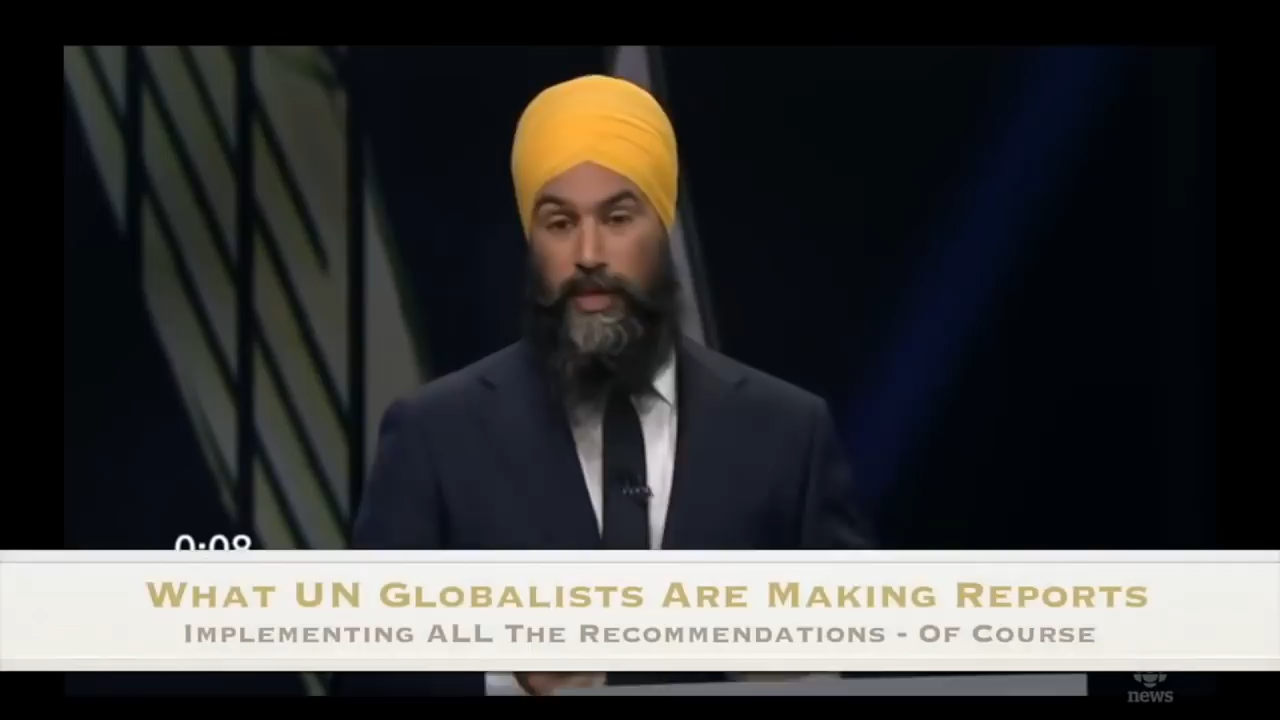 0:08
WHAT UN GLOBALISTS ARE MAKING REPORTS
IMPLEMENTING ALL THE RECOMMENDATIONS - OF COURSE
news